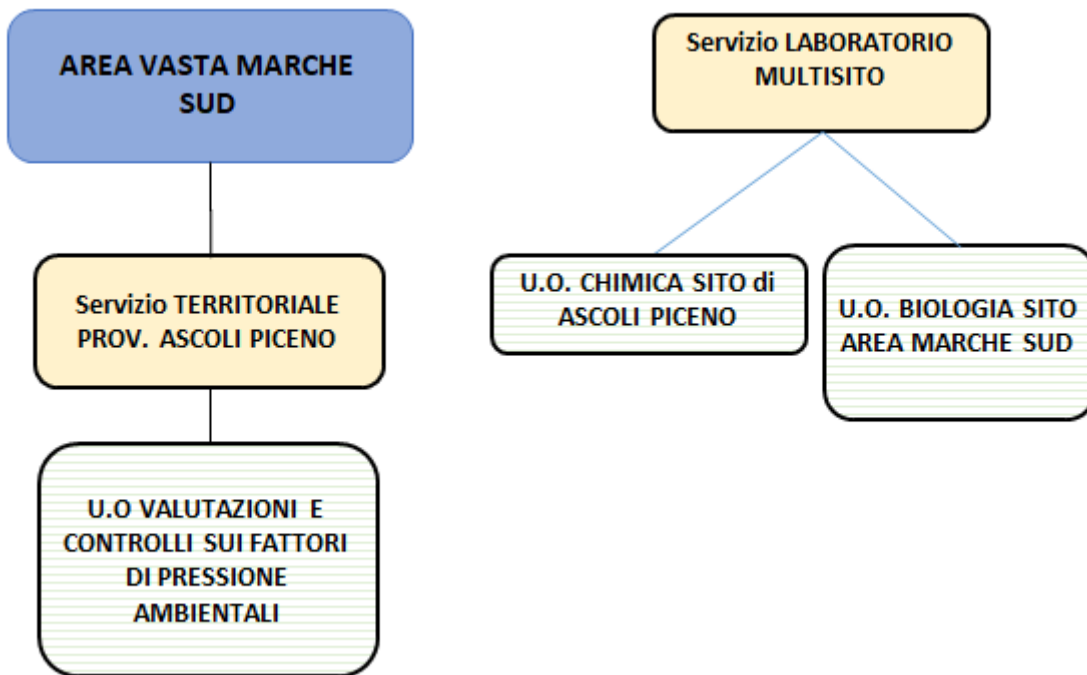 AREA VASTA MARCHE
SUD
Servizio TERRITORIALE
PROV. ASCOLI PICENO
U.O VALUTAZIONI E
CONTROLLI SUI FATTORI
DI PRESSIONE
AMBIENTALI
Servizio LABORATORIO
MULTISITO
U.O. CHIMICA SITO di
ASCOLI PICENO
U.O. BIOLOGIA SITO
AREA MARCHE SUD